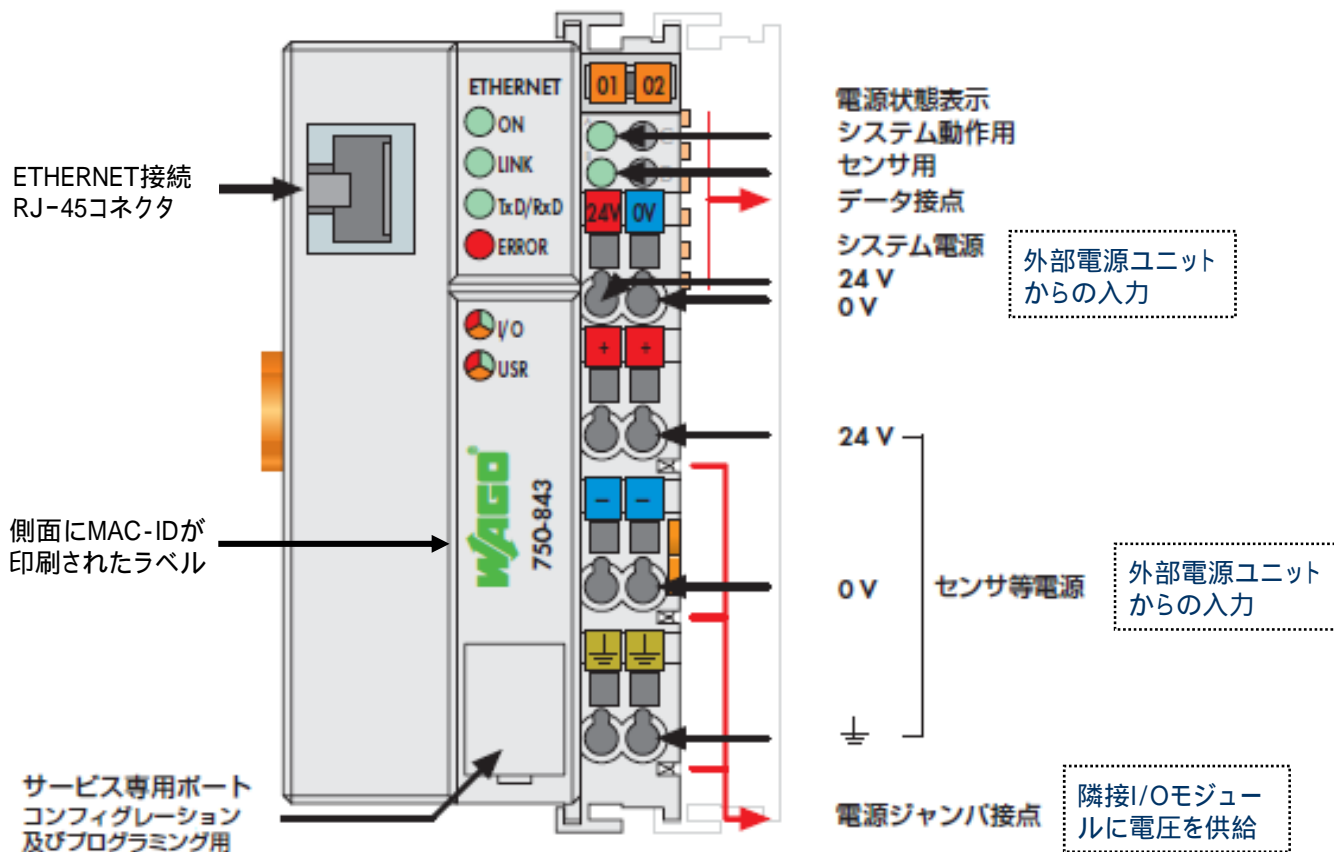 ETHERNET接続
RJ-45コネクタ
側面にMAC-IDが
印刷されたラベル
サービス専用ポート
コンフィグレーション
及びプログラミング用
ETHERNET
ON
LINK
TxD/RxD
ERROR
I/O
USR
WAGO
750-843
01 02
24V 0V
+ +
− −
電源状態表示
システム動作用
センサ用
データ接点
システム電源
24 V
0 V
外部電源ユニット
からの入力
24 V
0 V
センサ等電源
外部電源ユニット
からの入力
電源ジャンパ接点
隣接I/Oモジュー
ルに電圧を供給